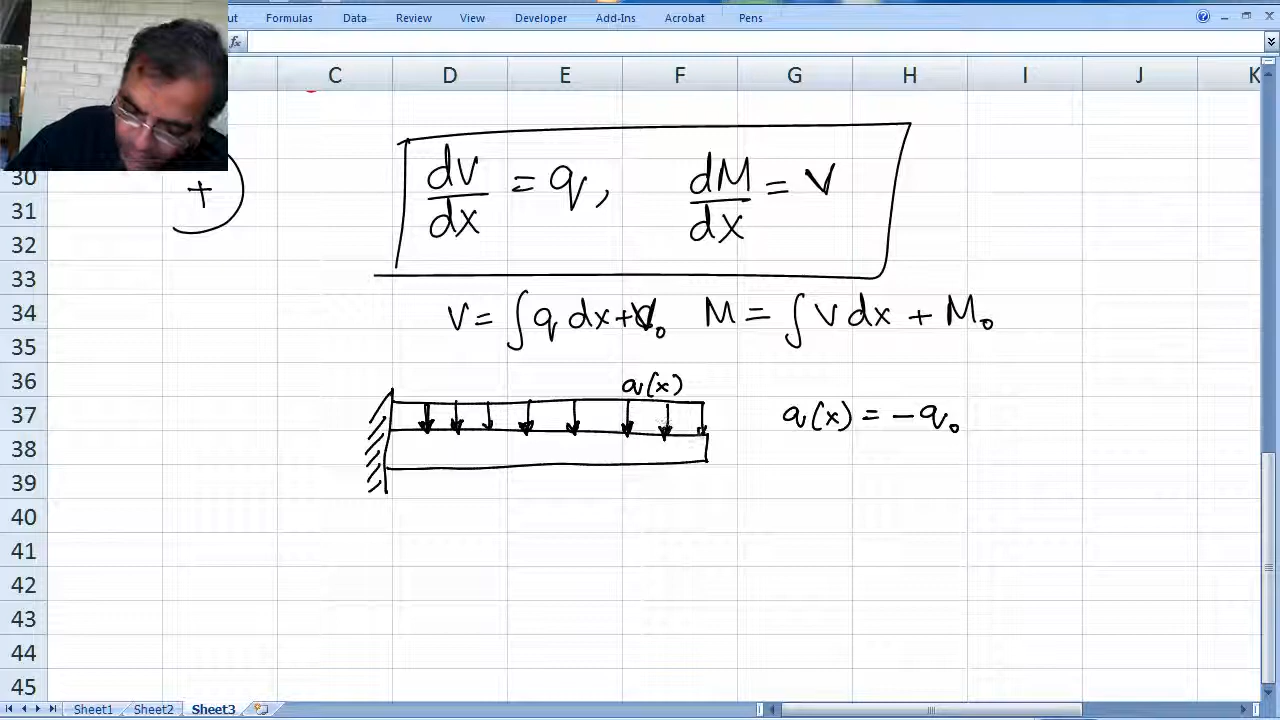 Formulas Data Review View Developer Add-Ins Acrobat Pens
fx
C D E F G H I J K
30
31
32
33
34
35
36
37
38
39
40
41
42
43
44
45
+
dV/dx = q, dM/dx = V
V = ∫ q dx + V₀ M = ∫ V dx + M₀
q(x)
q(x) = −q₀
Sheet1 Sheet2 Sheet3